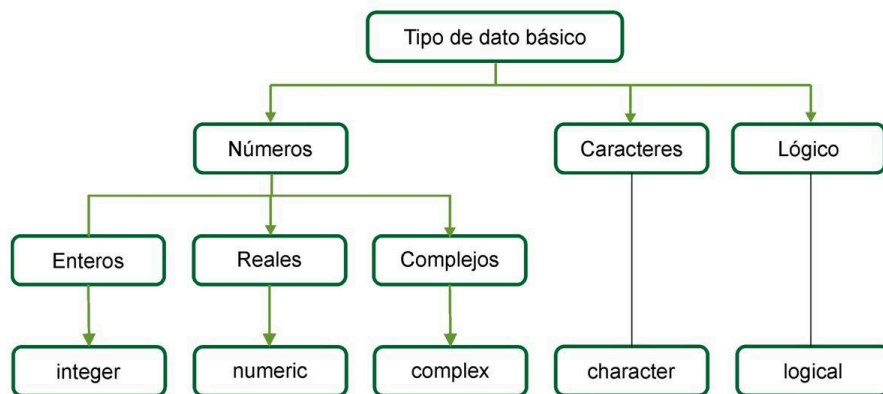 Tipo de dato básico
Números
Caracteres
Lógico
Enteros
Reales
Complejos
integer
numeric
complex
character
logical